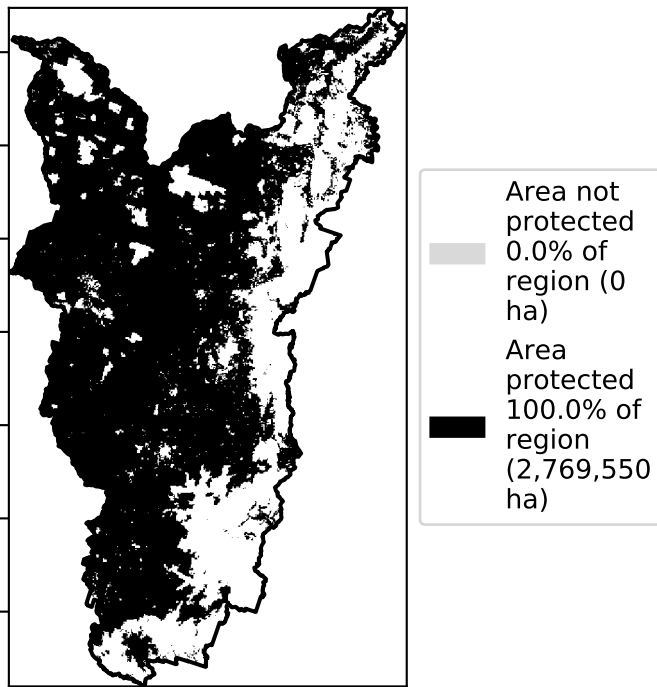 Area not
protected
0.0% of
region (0
ha)
Area
protected
100.0% of
region
(2,769,550
ha)